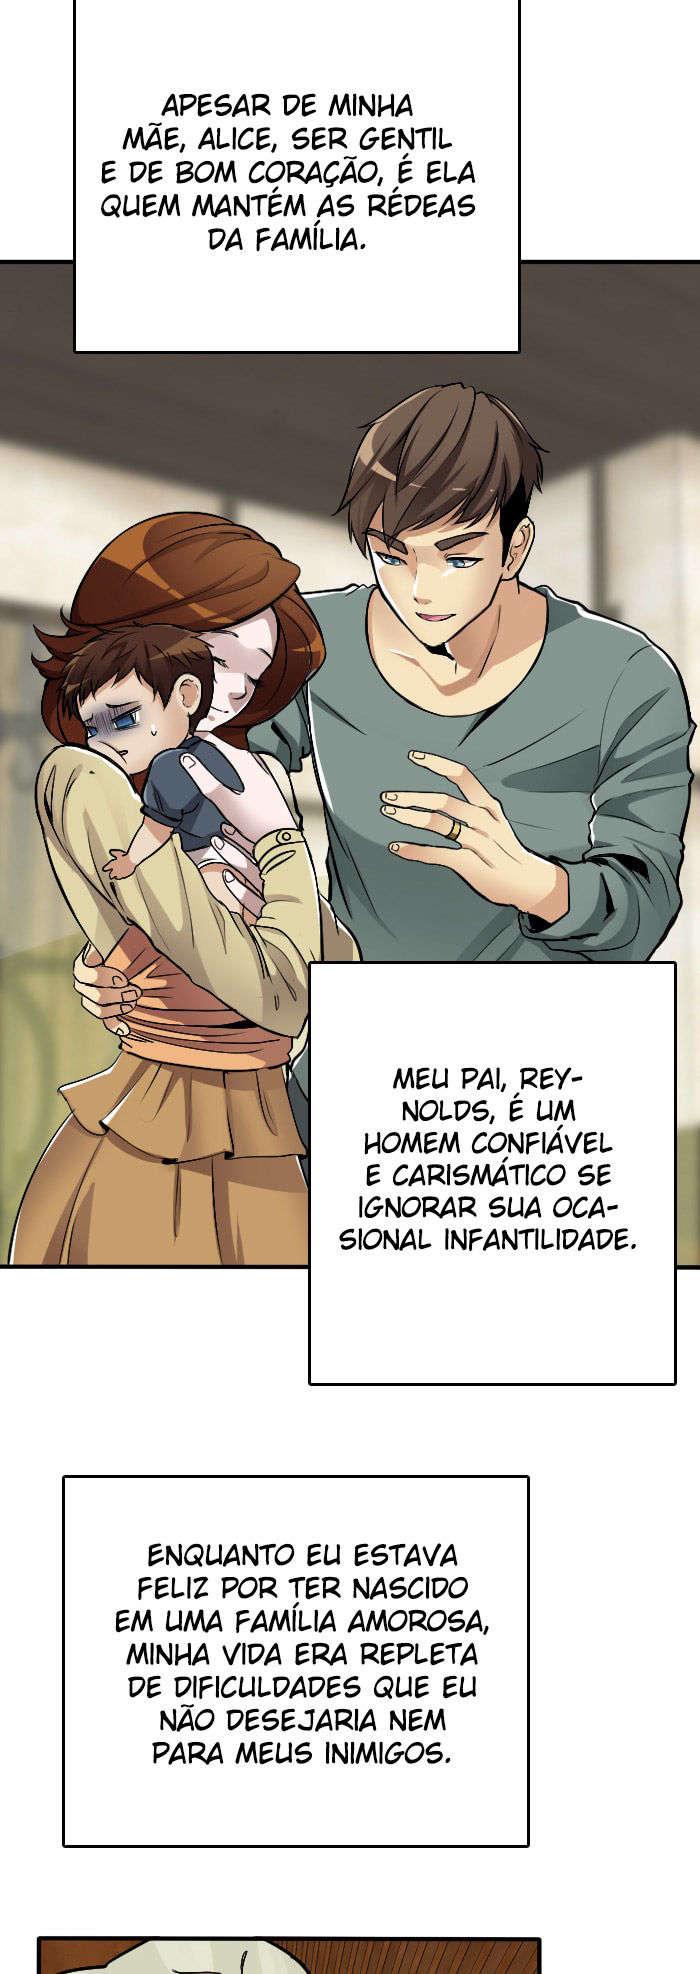 APESAR DE MINHA
MÃE, ALICE, SER GENTIL
E DE BOM CORAÇÃO, É ELA
QUEM MANTÉM AS RÉDEAS
DA FAMÍLIA.
MEU PAI, REY-
NOLDS, É UM
HOMEM CONFIÁVEL
E CARISMÁTICO SE
IGNORAR SUA OCA-
SIONAL INFANTILIDADE.
ENQUANTO EU ESTAVA
FELIZ POR TER NASCIDO
EM UMA FAMÍLIA AMOROSA,
MINHA VIDA ERA REPLETA
DE DIFICULDADES QUE EU
NÃO DESEJARIA NEM
PARA MEUS INIMIGOS.